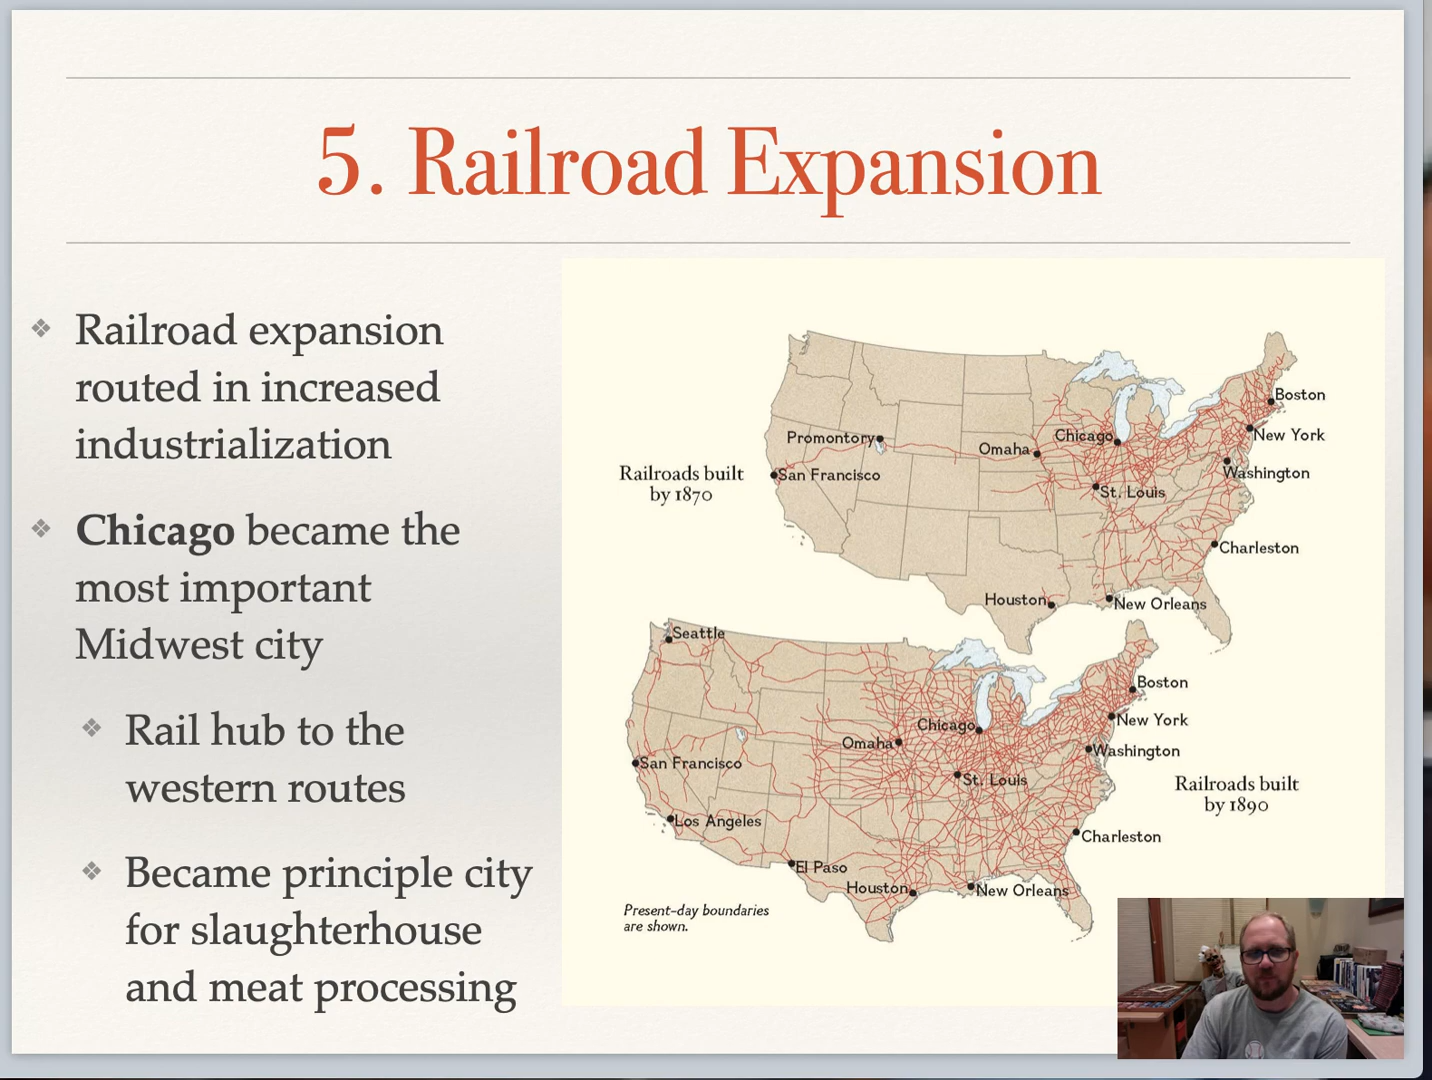 5. Railroad Expansion
Railroad expansion
routed in increased
industrialization
Chicago became the
most important
Midwest city
Rail hub to the
western routes
Became principle city
for slaughterhouse
and meat processing
Boston
Promontory
Chicago
New York
Omaha
Washington
Railroads built
by 1870
San Francisco
St. Louis
Charleston
Houston
New Orleans
Seattle
Boston
Chicago
New York
Omaha
Washington
San Francisco
St. Louis
Railroads built
by 1890
Los Angeles
Charleston
El Paso
Houston
New Orleans
Present-day boundaries
are shown.